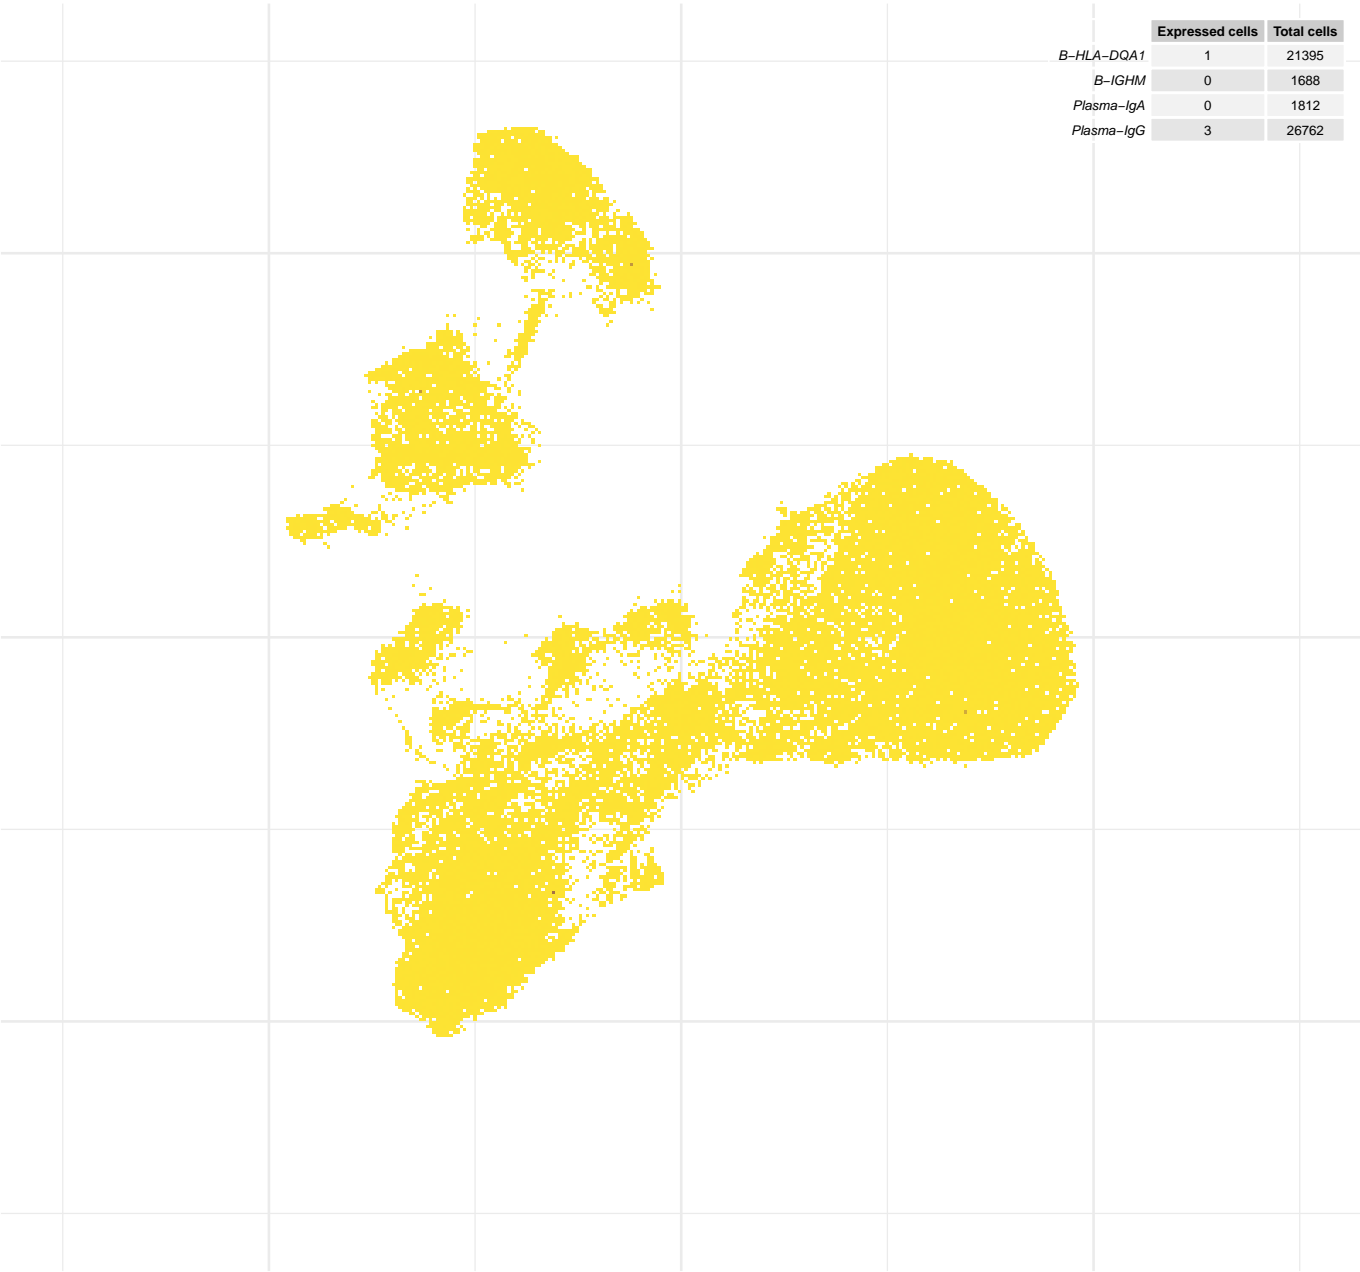 Expressed cells Total cells
B−HLA−DQA1 1 21395
B−IGHM 0 1688
Plasma−IgA 0 1812
Plasma−IgG 3 26762